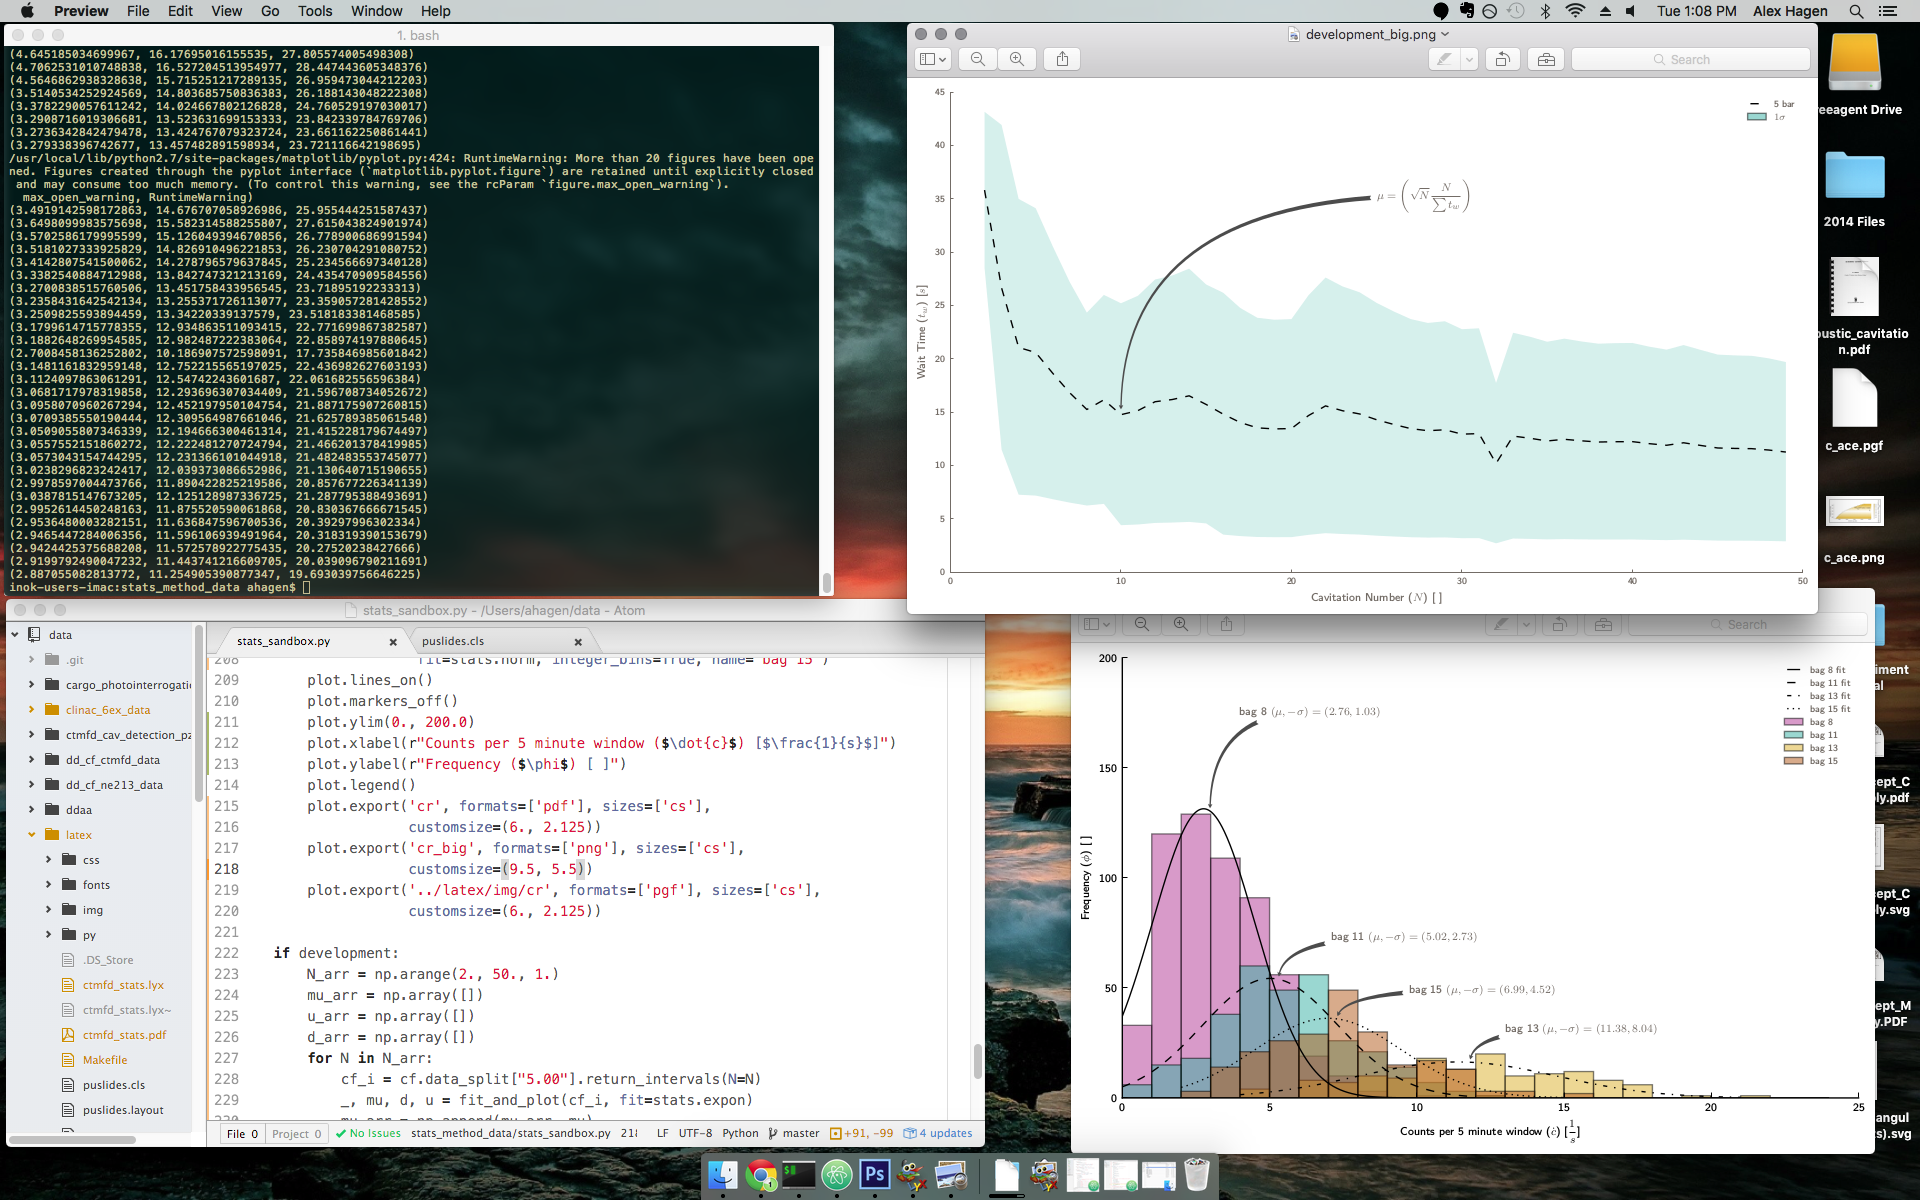 Preview File Edit View Go Tools Window Help
Tue 1:08 PM Alex Hagen
1. bash
(4.645185034699967, 16.17695016155535, 27.805574005498308)
(4.7062531010748838, 16.527204513954977, 28.447443605348376)
(4.5646862938328638, 15.715251217289135, 26.959473044212203)
(3.5140534252924569, 14.803685750836383, 26.188143048222308)
(3.3782290057611242, 14.024667802126828, 24.760529197030017)
(3.2908716019306681, 13.523631699153333, 23.842339784769706)
(3.2736342842479478, 13.424767079323724, 23.661162250861441)
(3.279338396742677, 13.457482891598934, 23.721116642198695)
/usr/local/lib/python2.7/site-packages/matplotlib/pyplot.py:424: RuntimeWarning: More than 20 figures have been ope
ned. Figures created through the pyplot interface (`matplotlib.pyplot.figure`) are retained until explicitly closed
and may consume too much memory. (To control this warning, see the rcParam `figure.max_open_warning`).
max_open_warning, RuntimeWarning)
(3.4919142598172863, 14.676707058926986, 25.955444251587437)
(3.6498099983575698, 15.582314588255807, 27.615043824901974)
(3.5702586179995599, 15.126049394670856, 26.778900686991594)
(3.5181027333925829, 14.826910496221853, 26.230704291080752)
(3.4142807541500062, 14.278796579637845, 25.234566697340128)
(3.3382540884712988, 13.842747321213169, 24.435470909584556)
(3.2700838515760506, 13.451758433956545, 23.71895192233313)
(3.2358431642542134, 13.255371726113077, 23.359057281428552)
(3.2509825593894459, 13.34220339137579, 23.518183381468585)
(3.1799614715778355, 12.934863511093415, 22.771699867382587)
(3.1882648269954585, 12.982487222383064, 22.858974197880645)
(2.7008458136252802, 10.186907572598091, 17.735846985601842)
(3.1481161832959148, 12.752215565197025, 22.436982627603193)
(3.1124097863061291, 12.54742243601687, 22.061682556596384)
(3.0681717978319858, 12.293696307034409, 21.596708734052672)
(3.0958070960267294, 12.452197950104754, 21.887175907260815)
(3.0709385550190444, 12.309564987661046, 21.625789385061548)
(3.0509055807346339, 12.194666300461314, 21.415228179674497)
(3.0557552151860272, 12.222481270724794, 21.466201378419985)
(3.0573043154744295, 12.231366101044918, 21.482483553745077)
(3.0238296823242417, 12.039373086652986, 21.130640715190655)
(2.9978597004473766, 11.890422825219586, 20.857677226341139)
(3.0387815147673205, 12.125128987336725, 21.287795388493691)
(2.9952614450248163, 11.875520590061868, 20.830367666671545)
(2.9536480003282151, 11.636847596700536, 20.39297996302334)
(2.9465447284006356, 11.596106939491964, 20.318319390153679)
(2.9424425375688208, 11.572578922775435, 20.27520238427666)
(2.9199792490047232, 11.443741216609705, 20.039096790211691)
(2.887055082813772, 11.254905390877347, 19.693039756646225)
inok-users-imac:stats_method_data ahagen$
development_big.png
Search
45
40
35
30
25
20
15
10
5
0
0 10 20 30 40 50
Wait Time (t_w) [s]
Cavitation Number (N) [ ]
5 bar
1σ
μ = (√N N / ∑ t_w)
eeagent Drive
2014 Files
oustic_cavitatio
n.pdf
c_ace.pgf
c_ace.png
iment
al
cept_C
ly.pdf
cept_C
ly.svg
ept_M
y.PDF
angul
s).svg
stats_sandbox.py - /Users/ahagen/data - Atom
data
.git
cargo_photointerrogati
clinac_6ex_data
ctmfd_cav_detection_pz
dd_cf_ctmfd_data
dd_cf_ne213_data
ddaa
latex
css
fonts
img
py
.DS_Store
ctmfd_stats.lyx
ctmfd_stats.lyx~
ctmfd_stats.pdf
Makefile
puslides.cls
puslides.layout
stats_sandbox.py
puslides.cls
208 fit=stats.norm, integer_bins=True, name='bag 15')
209 plot.lines_on()
210 plot.markers_off()
211 plot.ylim(0., 200.0)
212 plot.xlabel(r"Counts per 5 minute window ($\dot{c}$) [$\frac{1}{s}$]")
213 plot.ylabel(r"Frequency ($\phi$) [ ]")
214 plot.legend()
215 plot.export('cr', formats=['pdf'], sizes=['cs'],
216 customsize=(6., 2.125))
217 plot.export('cr_big', formats=['png'], sizes=['cs'],
218 customsize=(9.5, 5.5))
219 plot.export('../latex/img/cr', formats=['pgf'], sizes=['cs'],
220 customsize=(6., 2.125))
221
222 if development:
223 N_arr = np.arange(2., 50., 1.)
224 mu_arr = np.array([])
225 u_arr = np.array([])
226 d_arr = np.array([])
227 for N in N_arr:
228 cf_i = cf.data_split["5.00"].return_intervals(N=N)
229 _, mu, d, u = fit_and_plot(cf_i, fit=stats.expon)
230 mu_arr = np.append(mu_arr, mu)
File 0 Project 0 No Issues stats_method_data/stats_sandbox.py 218 LF UTF-8 Python master +91, -99 4 updates
Search
200
150
100
50
0
0 5 10 15 20 25
Frequency (φ) [ ]
Counts per 5 minute window (ċ) [1/s]
bag 8 fit
bag 11 fit
bag 13 fit
bag 15 fit
bag 8
bag 11
bag 13
bag 15
bag 8 (μ, −σ) = (2.76, 1.03)
bag 11 (μ, −σ) = (5.02, 2.73)
bag 15 (μ, −σ) = (6.99, 4.52)
bag 13 (μ, −σ) = (11.38, 8.04)
Ps